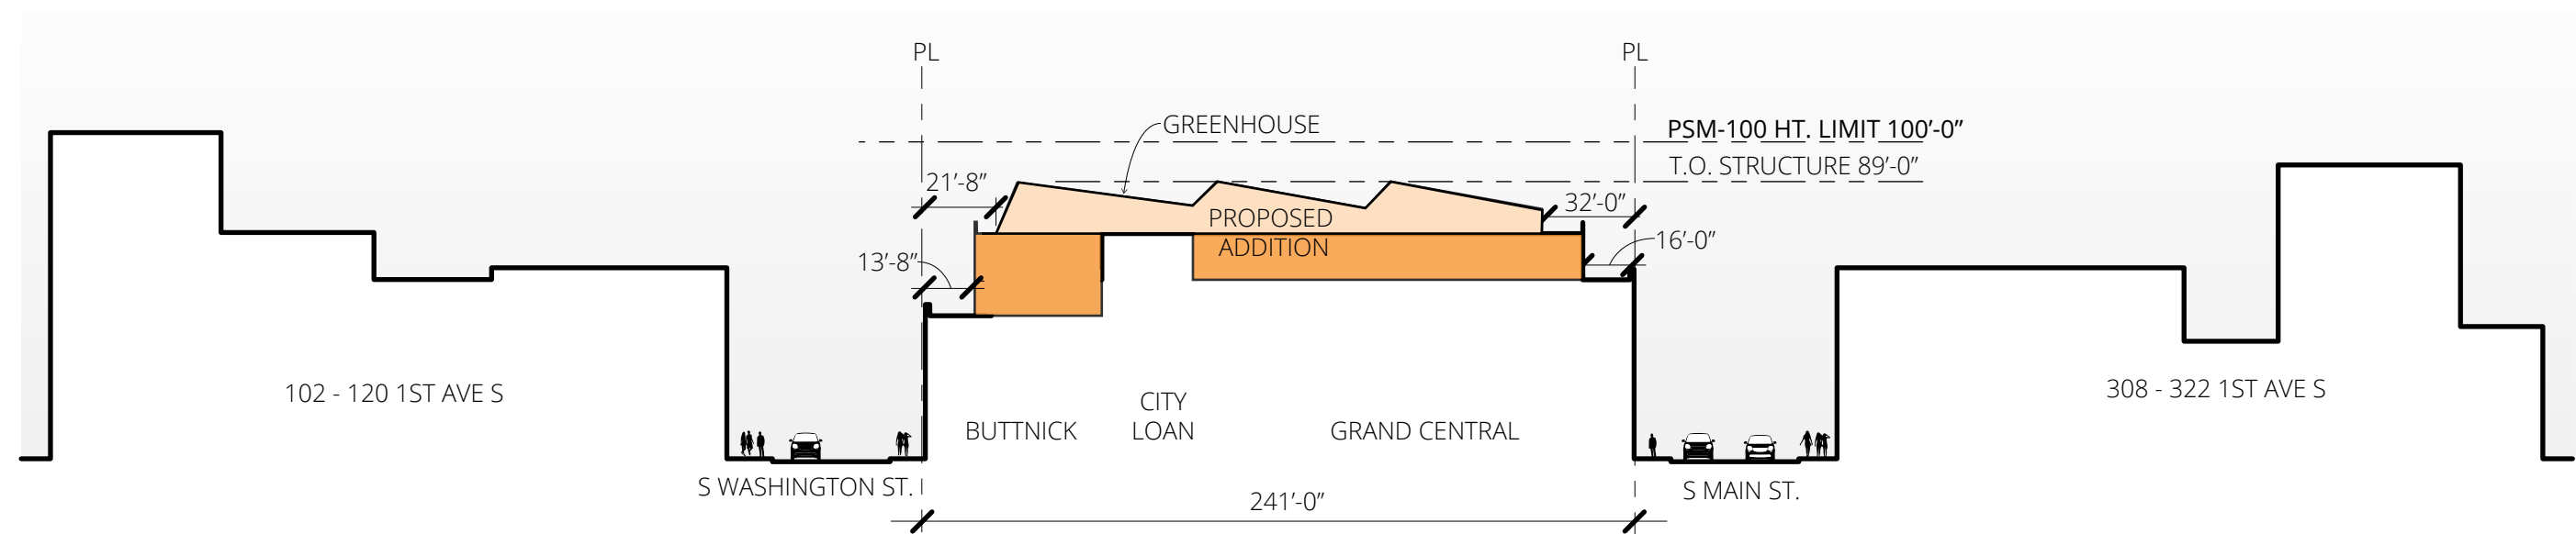 PL
PL
GREENHOUSE
PSM-100 HT. LIMIT 100'-0"
T.O. STRUCTURE 89'-0"
21'-8"
32'-0"
PROPOSED
ADDITION
16'-0"
13'-8"
102 - 120 1ST AVE S
308 - 322 1ST AVE S
BUTTNICK
CITY
LOAN
GRAND CENTRAL
S WASHINGTON ST.
S MAIN ST.
241'-0"